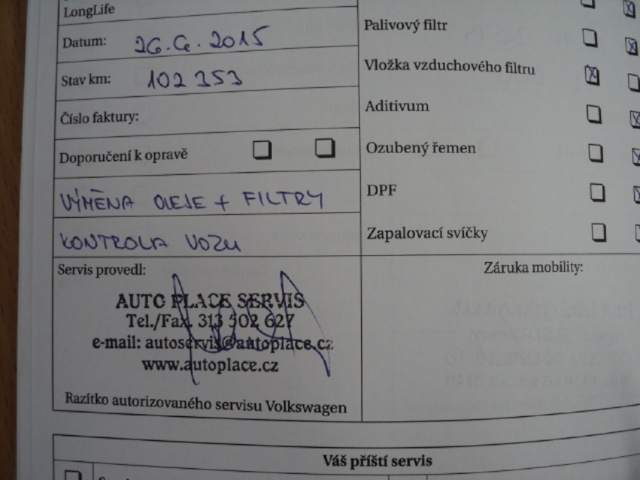 LongLife
Datum: 26.6.2015
Stav km: 102 353
Číslo faktury:
Doporučení k opravě
VÝMĚNA OLEJE + FILTRY
KONTROLA VOZU
Servis provedl:
AUTO PLACE SERVIS
Tel./Fax. 313 502 627
e-mail: autoservis@autoplace.cz
www.autoplace.cz
Razítko autorizovaného servisu Volkswagen
Palivový filtr
Vložka vzduchového filtru
Aditivum
Ozubený řemen
DPF
Zapalovací svíčky
Záruka mobility:
Váš příští servis